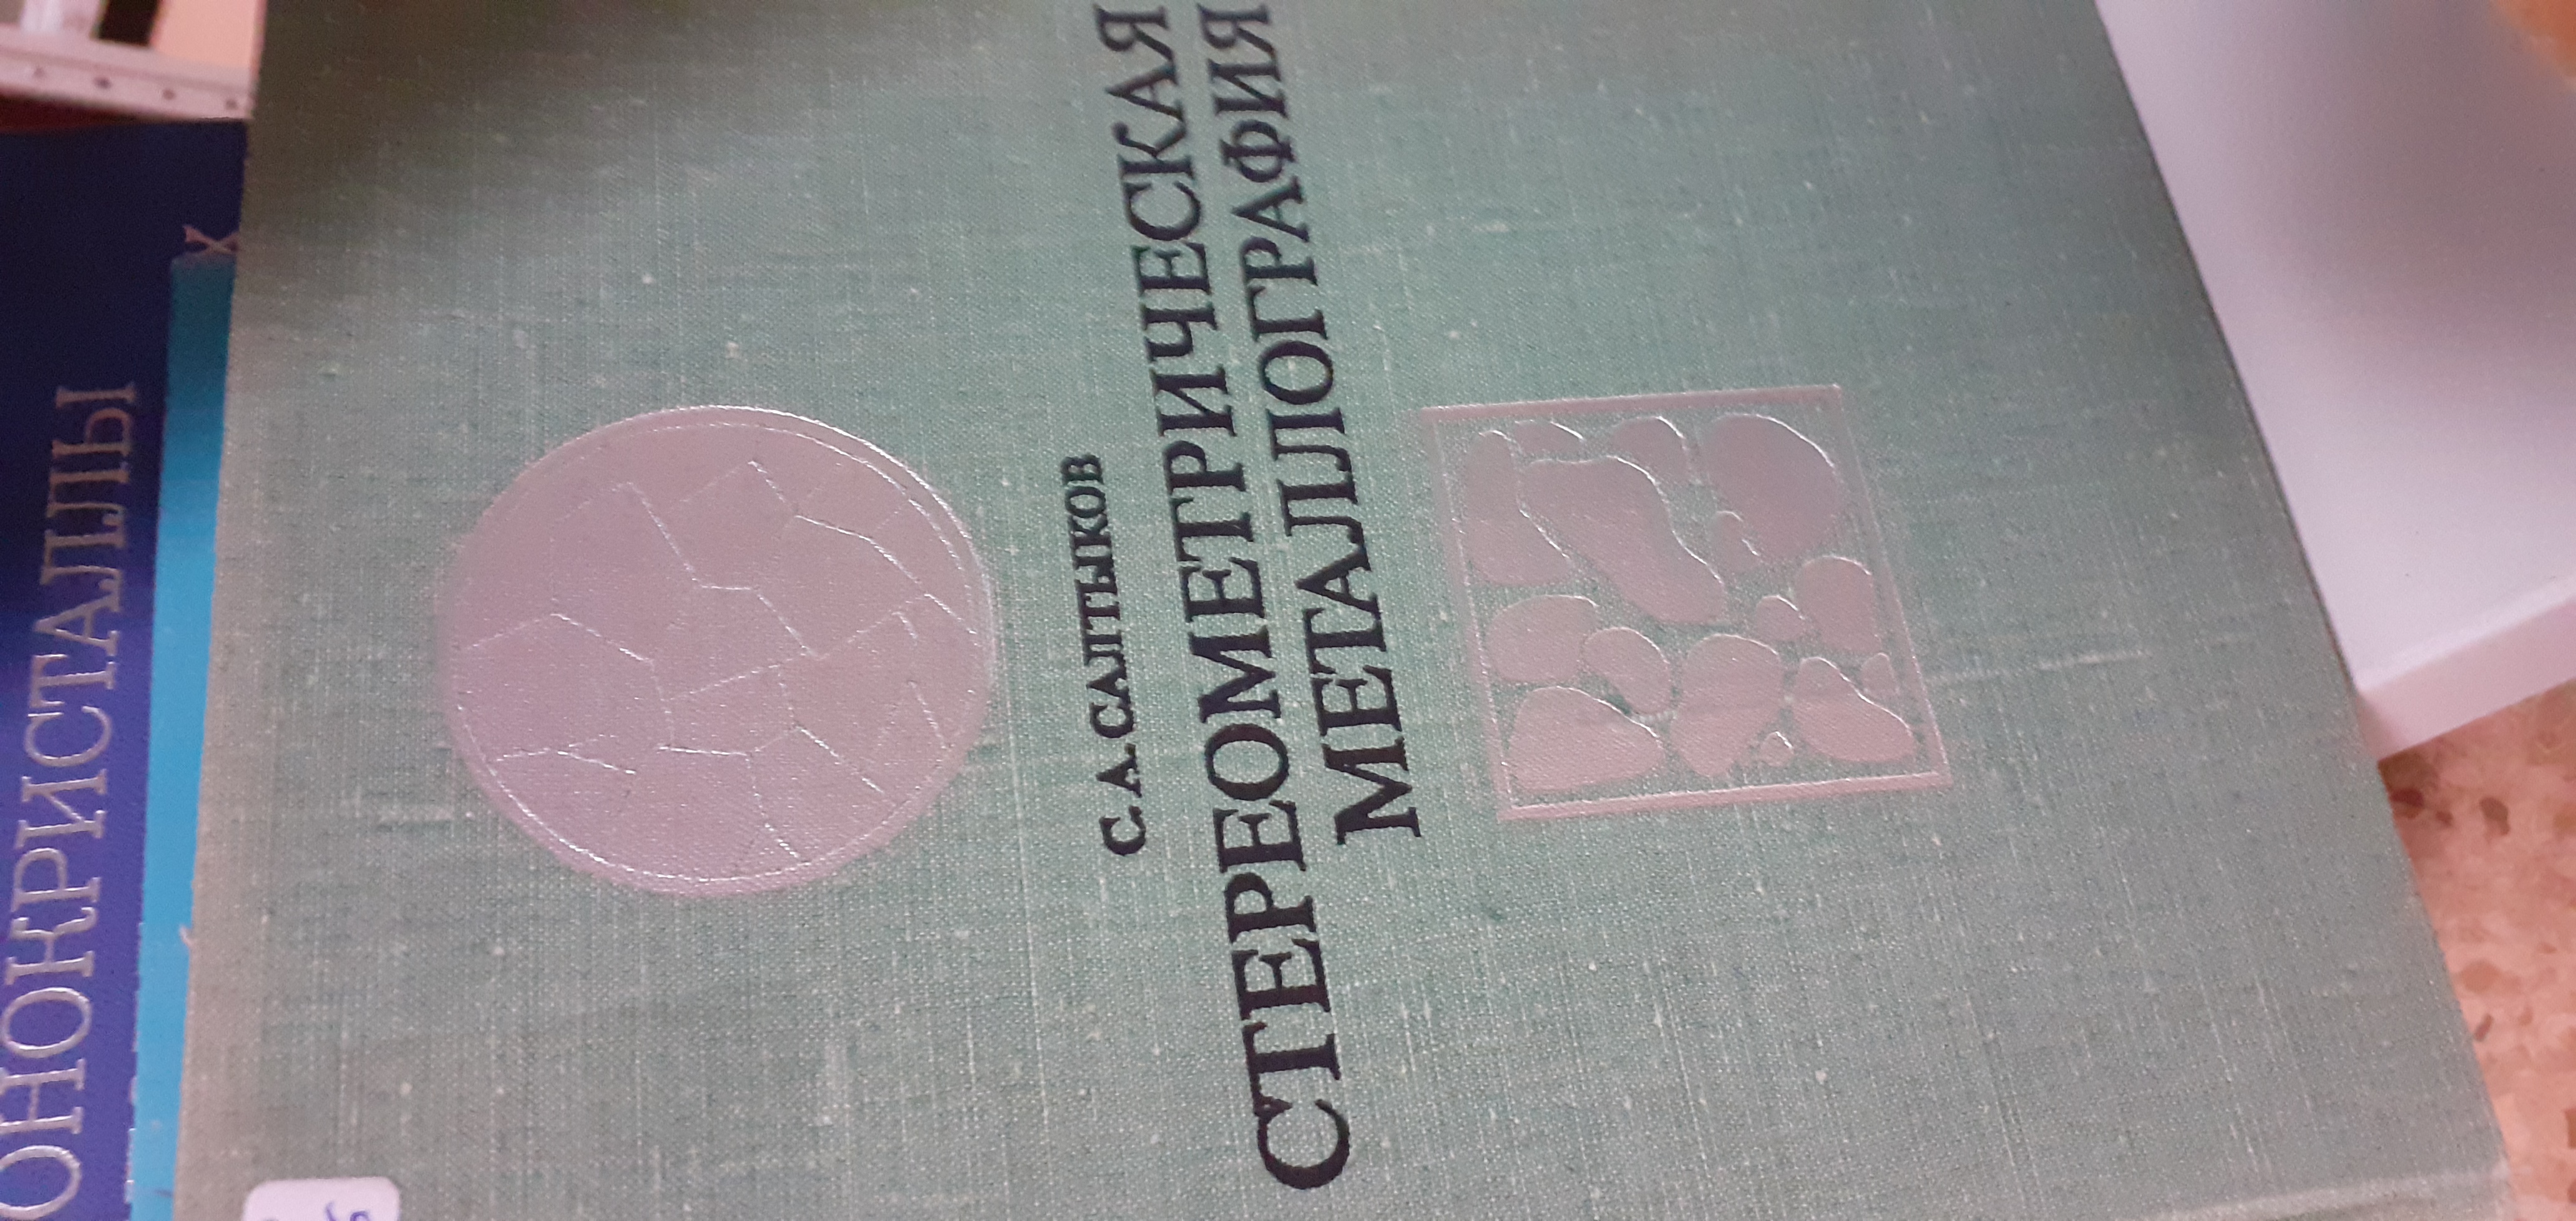 С. А. САЛТЫКОВ
СТЕРЕОМЕТРИЧЕСКАЯ
МЕТАЛЛОГРАФИЯ
ОНОКРИСТАЛЛЫ